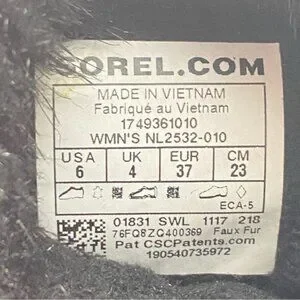 SOREL.COM
MADE IN VIETNAM
Fabriqué au Vietnam
1749361010
WMN'S NL2532-010
USA UK EUR CM
6 4 37 23
ECA-5
01831 SWL 1117 218
76FQ8ZQ400369 Faux Fur
Pat CSCPatents.com
190540735972